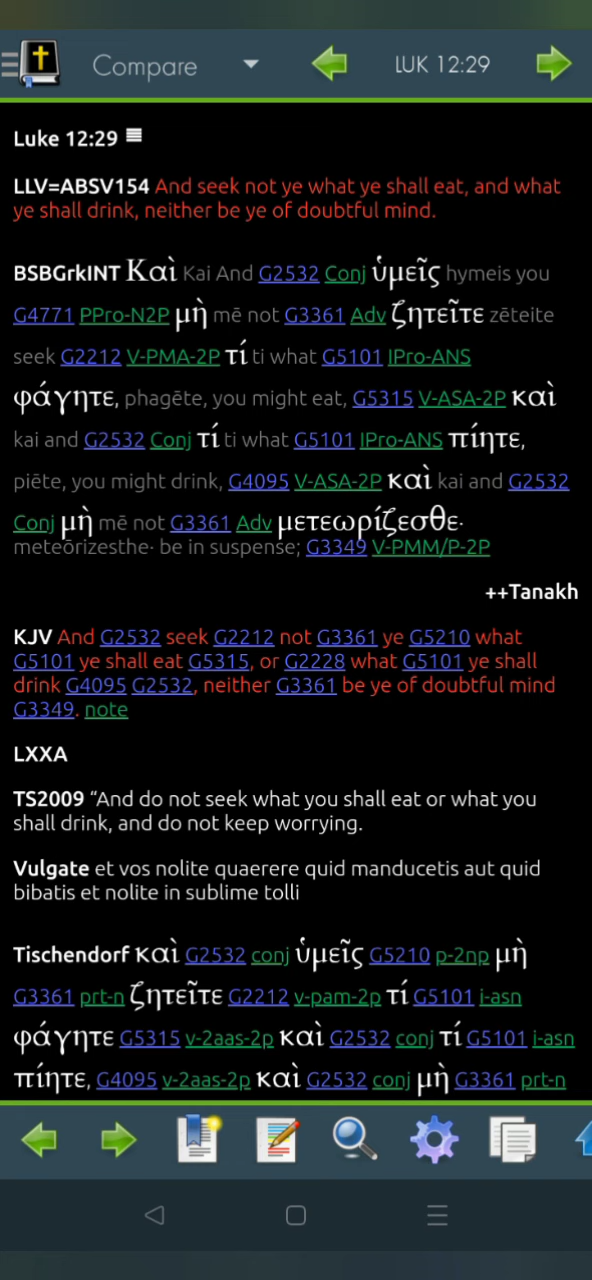 Compare
LUK 12:29
Luke 12:29
LLV=ABSV154 And seek not ye what ye shall eat, and what
ye shall drink, neither be ye of doubtful mind.
BSBGrkINT Καὶ Kai And G2532 Conj ὑμεῖς hymeis you
G4771 PPro-N2P μὴ mē not G3361 Adv ζητεῖτε zēteite
seek G2212 V-PMA-2P τί ti what G5101 IPro-ANS
φάγητε, phagēte, you might eat, G5315 V-ASA-2P καὶ
kai and G2532 Conj τί ti what G5101 IPro-ANS πίητε,
piēte, you might drink, G4095 V-ASA-2P καὶ kai and G2532
Conj μὴ mē not G3361 Adv μετεωρίζεσθε·
meteōrizesthe· be in suspense; G3349 V-PMM/P-2P
++Tanakh
KJV And G2532 seek G2212 not G3361 ye G5210 what
G5101 ye shall eat G5315, or G2228 what G5101 ye shall
drink G4095 G2532, neither G3361 be ye of doubtful mind
G3349. note
LXXA
TS2009 “And do not seek what you shall eat or what you
shall drink, and do not keep worrying.
Vulgate et vos nolite quaerere quid manducetis aut quid
bibatis et nolite in sublime tolli
Tischendorf καὶ G2532 conj ὑμεῖς G5210 p-2np μὴ
G3361 prt-n ζητεῖτε G2212 v-pam-2p τί G5101 i-asn
φάγητε G5315 v-2aas-2p καὶ G2532 conj τί G5101 i-asn
πίητε, G4095 v-2aas-2p καὶ G2532 conj μὴ G3361 prt-n